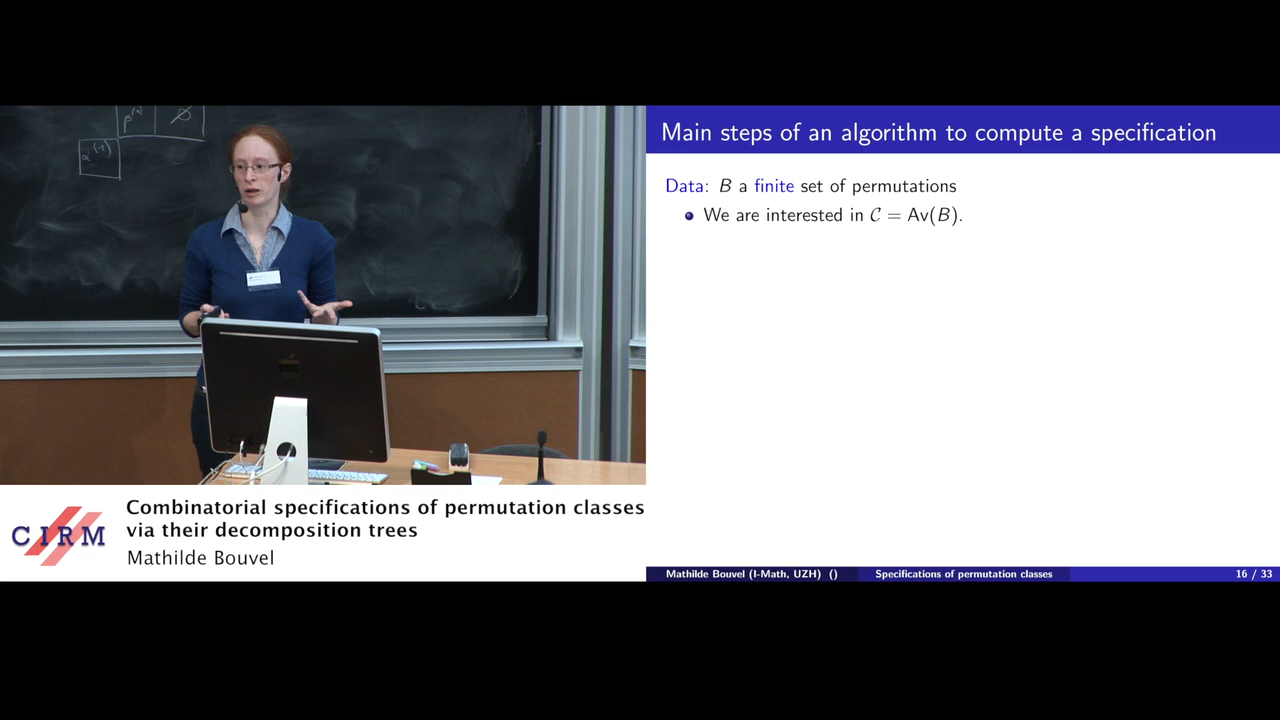 Main steps of an algorithm to compute a specification
Data: B a finite set of permutations
We are interested in 𝒞 = Av(B).
CIRM
Combinatorial specifications of permutation classes
via their decomposition trees
Mathilde Bouvel
Mathilde Bouvel (I-Math, UZH) ()
Specifications of permutation classes
16 / 33